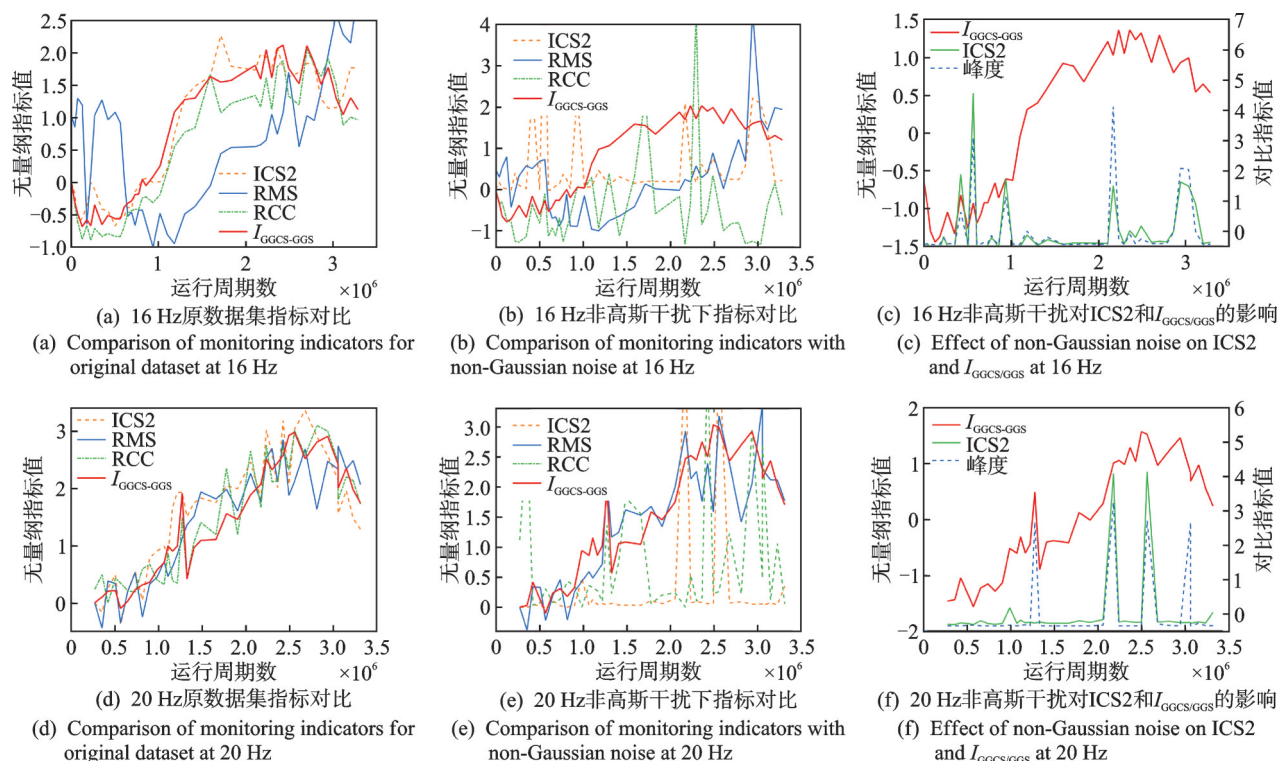 2.5
2.0
1.5
1.0
0.5
0
−0.5
−1.0
无量纲指标值
ICS2
RMS
RCC
I_GGCS-GGS
0
1
2
3
运行周期数
×10⁶
(a) 16 Hz原数据集指标对比
(a) Comparison of monitoring indicators for
original dataset at 16 Hz
4
3
2
1
0
−1
无量纲指标值
ICS2
RMS
RCC
I_GGCS-GGS
0
0.5
1.0
1.5
2.0
2.5
3.0
3.5
运行周期数
×10⁶
(b) 16 Hz非高斯干扰下指标对比
(b) Comparison of monitoring indicators with
non-Gaussian noise at 16 Hz
1.5
1.0
0.5
0
−0.5
−1.0
−1.5
无量纲指标值
I_GGCS-GGS
ICS2
峰度
7
6
5
4
3
2
1
0
对比指标值
0
1
2
3
运行周期数
×10⁶
(c) 16 Hz非高斯干扰对ICS2和I_GGCS/GGS的影响
(c) Effect of non-Gaussian noise on ICS2
and I_GGCS/GGS at 16 Hz
3
2
1
0
无量纲指标值
ICS2
RMS
RCC
I_GGCS-GGS
0
0.5
1.0
1.5
2.0
2.5
3.0
3.5
运行周期数
×10⁶
(d) 20 Hz原数据集指标对比
(d) Comparison of monitoring indicators for
original dataset at 20 Hz
3.0
2.5
2.0
1.5
1.0
0.5
0
无量纲指标值
ICS2
RMS
RCC
I_GGCS-GGS
0
0.5
1.0
1.5
2.0
2.5
3.0
3.5
运行周期数
×10⁶
(e) 20 Hz非高斯干扰下指标对比
(e) Comparison of monitoring indicators with
non-Gaussian noise at 20 Hz
2
1
0
−1
−2
无量纲指标值
I_GGCS-GGS
ICS2
峰度
6
5
4
3
2
1
0
对比指标值
0
0.5
1.0
1.5
2.0
2.5
3.0
3.5
运行周期数
×10⁶
(f) 20 Hz非高斯干扰对ICS2和I_GGCS/GGS的影响
(f) Effect of non-Gaussian noise on ICS2
and I_GGCS/GGS at 20 Hz